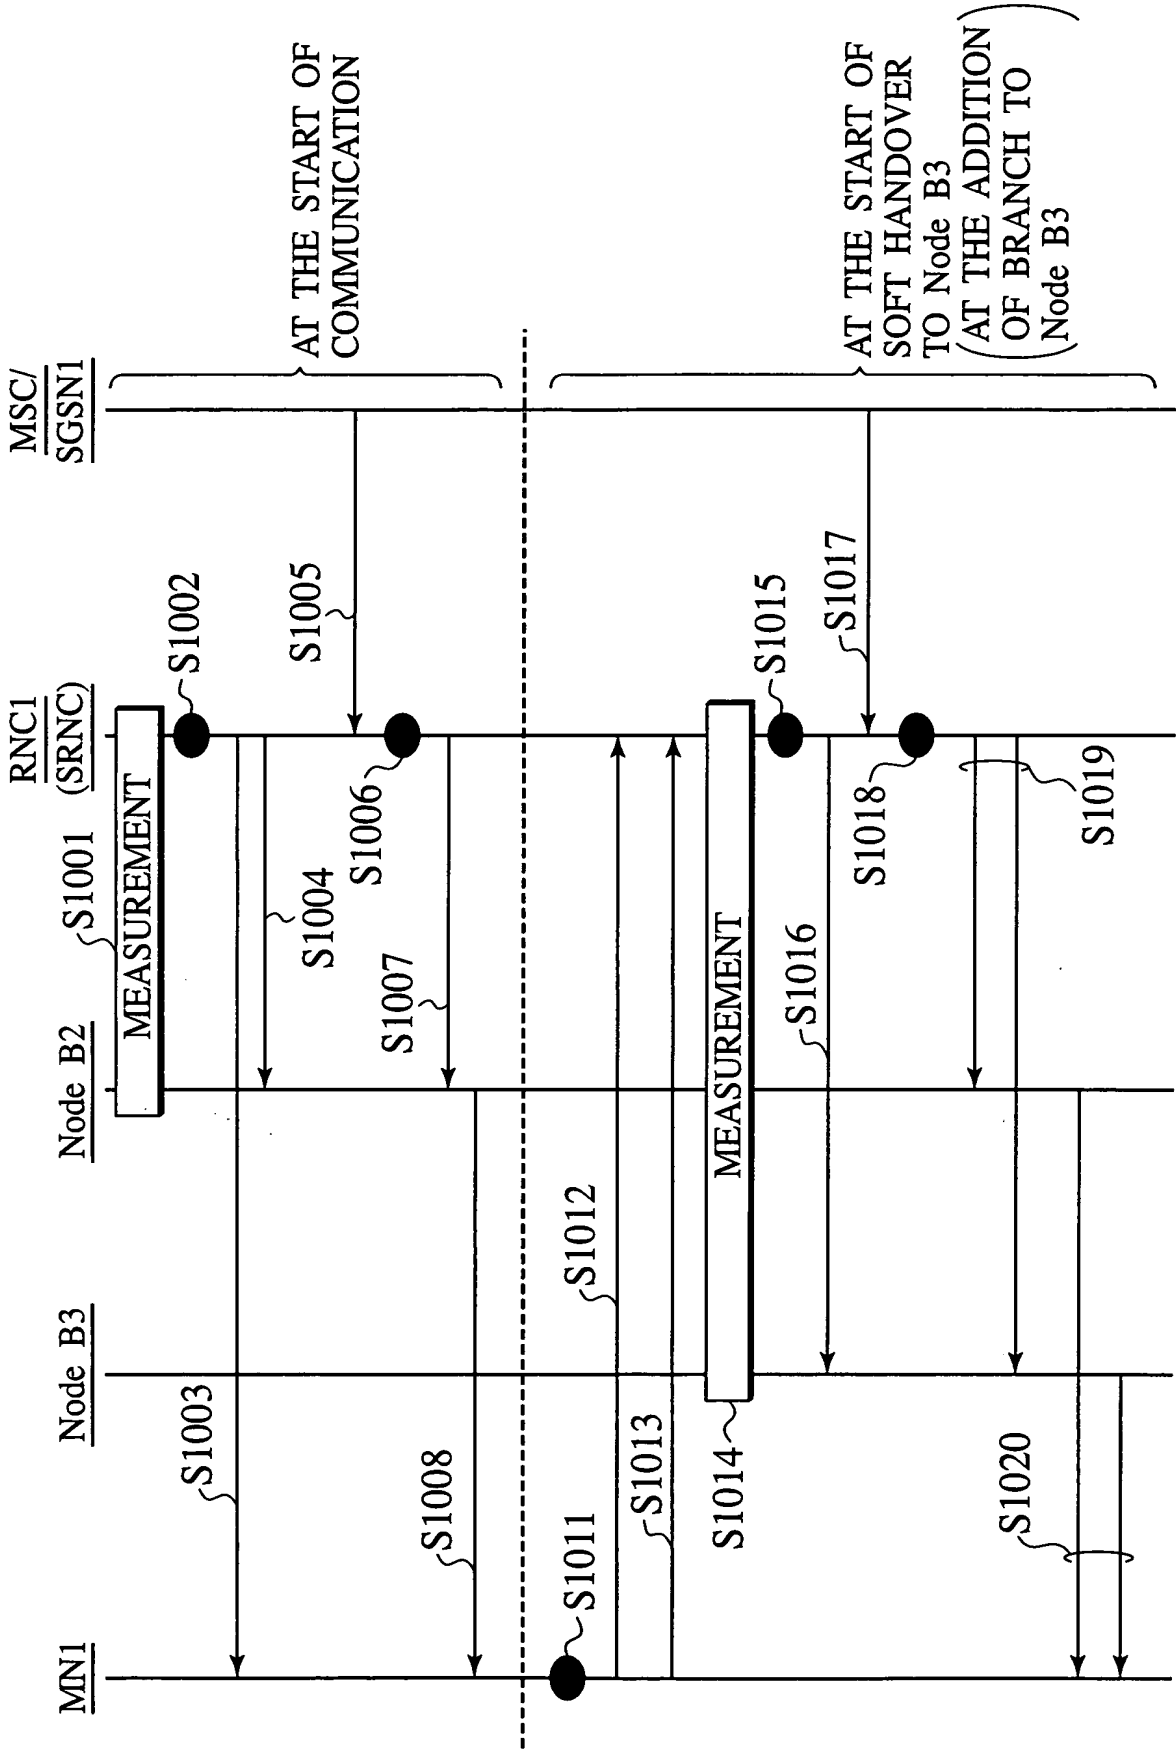 MN1
Node B3
Node B2
RNC1
(SRNC)
MSC/
SGSN1
S1001
MEASUREMENT
S1002
S1003
S1004
S1005
S1006
S1007
S1008
AT THE START OF
COMMUNICATION
S1011
S1012
S1013
S1014
MEASUREMENT
S1015
S1016
S1017
S1018
S1019
S1020
AT THE START OF
SOFT HANDOVER
TO Node B3
(AT THE ADDITION
OF BRANCH TO
Node B3)